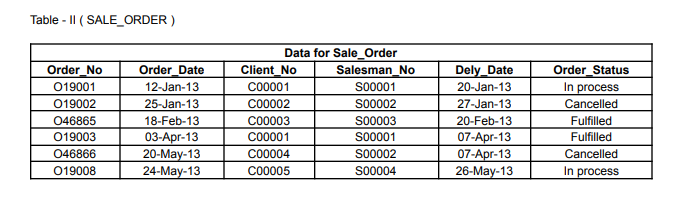 Table - II ( SALE_ORDER )
Data for Sale_Order
Order_No Order_Date Client_No Salesman_No Dely_Date Order_Status
O19001 12-Jan-13 C00001 S00001 20-Jan-13 In process
O19002 25-Jan-13 C00002 S00002 27-Jan-13 Cancelled
O46865 18-Feb-13 C00003 S00003 20-Feb-13 Fulfilled
O19003 03-Apr-13 C00001 S00001 07-Apr-13 Fulfilled
O46866 20-May-13 C00004 S00002 07-Apr-13 Cancelled
O19008 24-May-13 C00005 S00004 26-May-13 In process